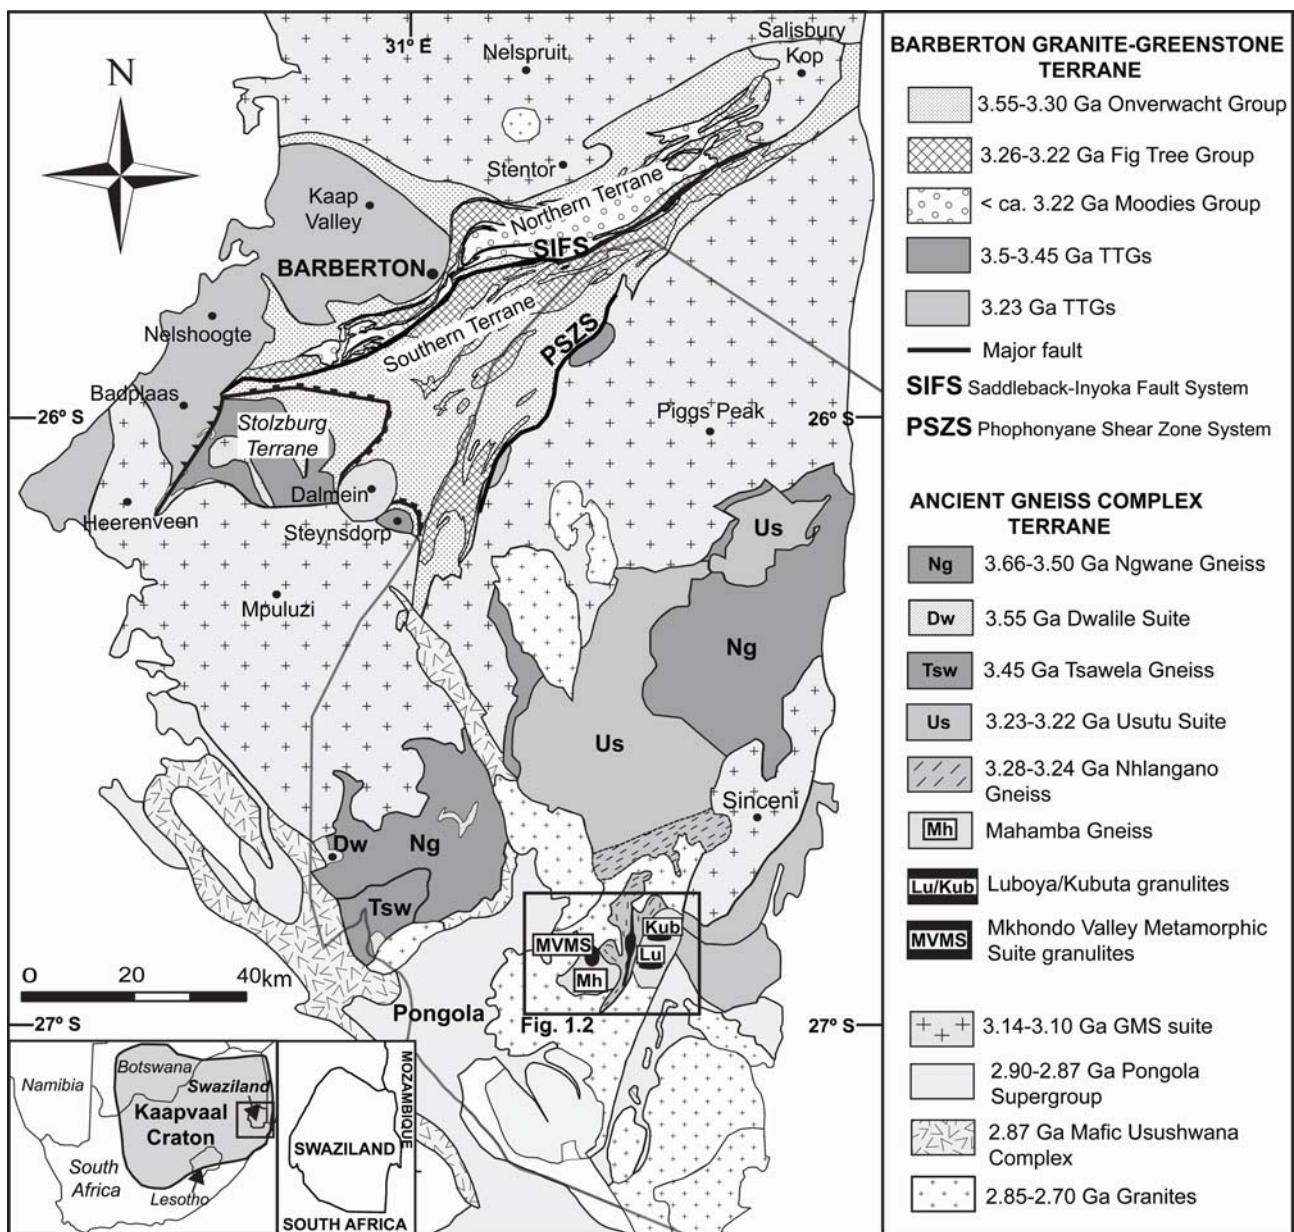 31° E
Salisbury
Kop
Nelspruit
N
Stentor
Kaap
Valley
Northern Terrane
SIFS
BARBERTON
Southern Terrane
Nelshoogte
PSZS
Badplaas
26° S
Piggs Peak
26° S
Stolzburg
Terrane
Dalmein
Heerenveen
Steynsdorp
Us
Mpuluzi
Ng
Us
Sinceni
Dw
Ng
Tsw
Kub
MVMS
Lu
Mh
0 20 40km
Pongola
Fig. 1.2
27° S
27° S
Namibia
Botswana
Swaziland
Kaapvaal
Craton
South
Africa
Lesotho
MOZAMBIQUE
SWAZILAND
SOUTH AFRICA
BARBERTON GRANITE-GREENSTONE
TERRANE
3.55-3.30 Ga Onverwacht Group
3.26-3.22 Ga Fig Tree Group
< ca. 3.22 Ga Moodies Group
3.5-3.45 Ga TTGs
3.23 Ga TTGs
Major fault
SIFS Saddleback-Inyoka Fault System
PSZS Phophonyane Shear Zone System
ANCIENT GNEISS COMPLEX
TERRANE
Ng 3.66-3.50 Ga Ngwane Gneiss
Dw 3.55 Ga Dwalile Suite
Tsw 3.45 Ga Tsawela Gneiss
Us 3.23-3.22 Ga Usutu Suite
3.28-3.24 Ga Nhlangano
Gneiss
Mh Mahamba Gneiss
Lu/Kub Luboya/Kubuta granulites
MVMS Mkhondo Valley Metamorphic
Suite granulites
3.14-3.10 Ga GMS suite
2.90-2.87 Ga Pongola
Supergroup
2.87 Ga Mafic Usushwana
Complex
2.85-2.70 Ga Granites